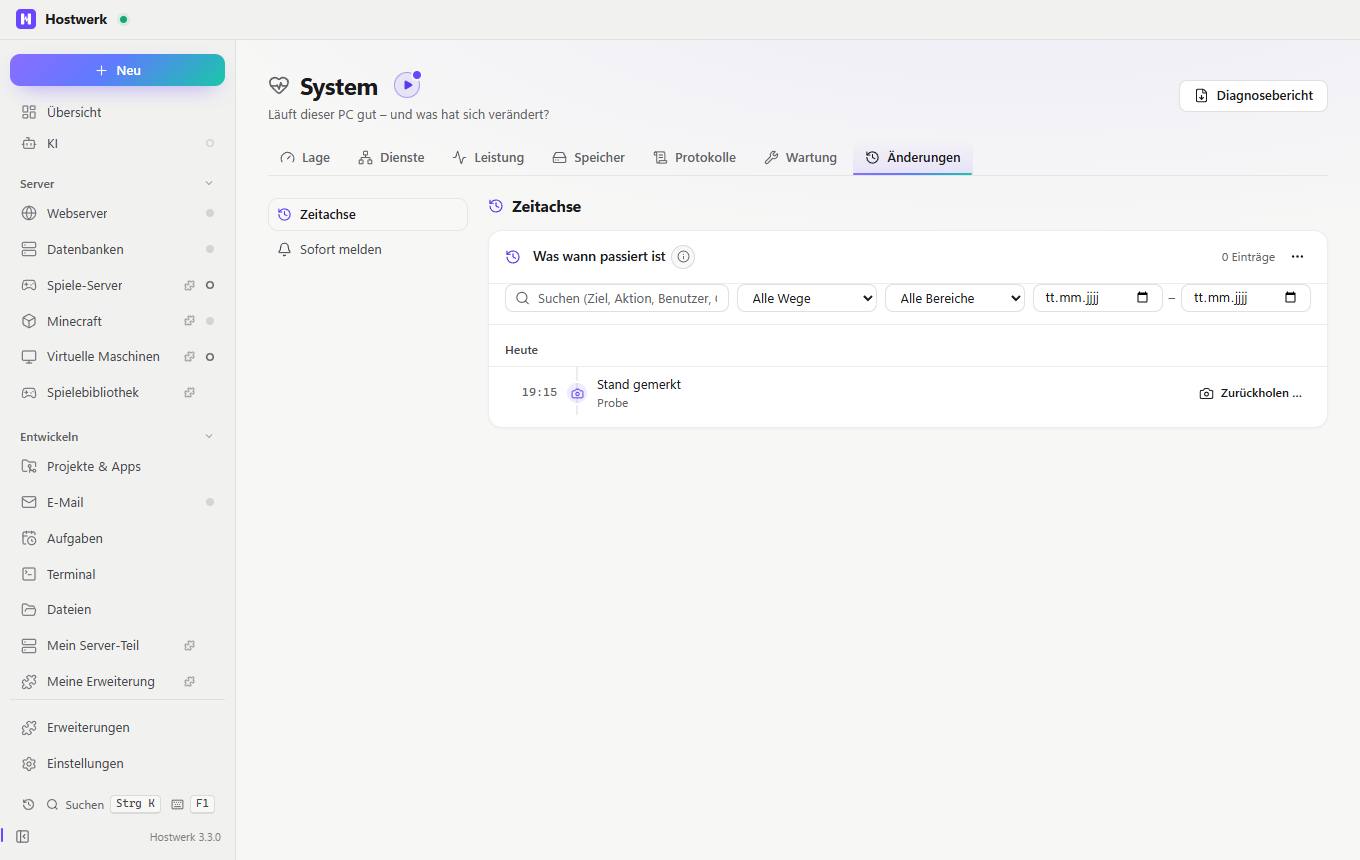 Hostwerk
Neu
Übersicht
KI
Server
Webserver
Datenbanken
Spiele-Server
Minecraft
Virtuelle Maschinen
Spielebibliothek
Entwickeln
Projekte & Apps
E-Mail
Aufgaben
Terminal
Dateien
Mein Server-Teil
Meine Erweiterung
Erweiterungen
Einstellungen
Suchen Strg K F1
Hostwerk 3.3.0
System
Läuft dieser PC gut – und was hat sich verändert?
Diagnosebericht
Lage Dienste Leistung Speicher Protokolle Wartung Änderungen
Zeitachse
Sofort melden
Zeitachse
Was wann passiert ist
0 Einträge
Suchen (Ziel, Aktion, Benutzer, Alle Wege Alle Bereiche tt.mm.jjjj – tt.mm.jjjj
Heute
19:15 Stand gemerkt
Probe
Zurückholen ...